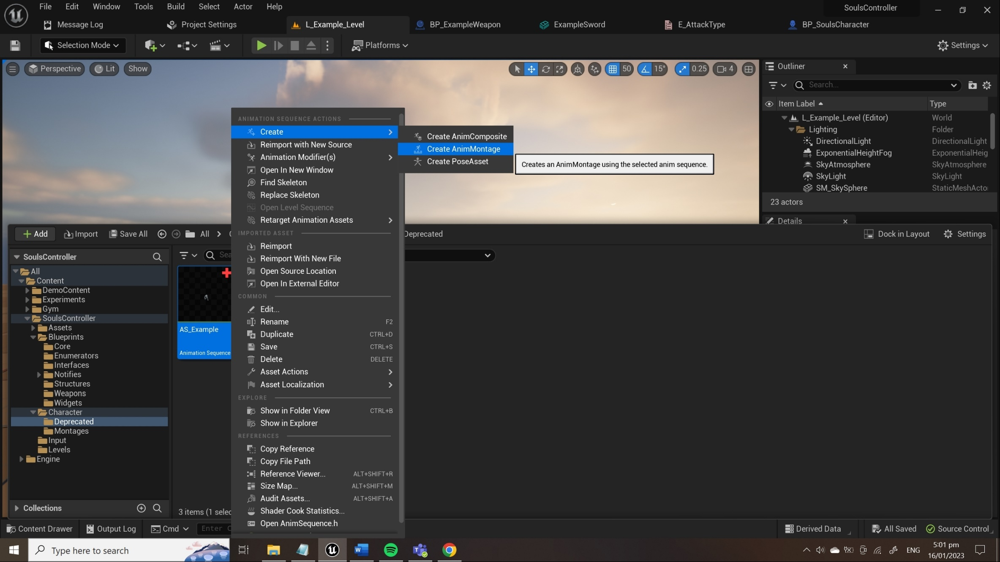 File Edit Window Tools Build Select Actor Help SoulsController
Message Log Project Settings L_Example_Level BP_ExampleWeapon ExampleSword E_AttackType BP_SoulsCharacter
Selection Mode Platforms Settings
Perspective Lit Show 50 15° 0.25 4
Outliner
Search...
Item Label Type
L_Example_Level (Editor) World
Lighting Folder
DirectionalLight DirectionalLight
ExponentialHeightFog ExponentialHeig
SkyAtmosphere SkyAtmosphere
SkyLight SkyLight
SM_SkySphere StaticMeshActo
23 actors
Details
ANIMATION SEQUENCE ACTIONS
Create
Reimport with New Source
Animation Modifier(s)
Open In New Window
Find Skeleton
Replace Skeleton
Open Level Sequence
Retarget Animation Assets
IMPORTED ASSET
Reimport
Reimport With New File
Open Source Location
Open In External Editor
COMMON
Edit...
Rename F2
Duplicate CTRL+D
Save CTRL+S
Delete DELETE
Asset Actions
Asset Localization
EXPLORE
Show in Folder View CTRL+B
Show in Explorer
REFERENCES
Copy Reference
Copy File Path
Reference Viewer... ALT+SHIFT+R
Size Map... ALT+SHIFT+M
Audit Assets... ALT+SHIFT+A
Shader Cook Statistics...
Open AnimSequence.h
Create AnimComposite
Create AnimMontage
Create PoseAsset
Creates an AnimMontage using the selected anim sequence.
Add Import Save All All Deprecated Dock in Layout Settings
SoulsController
All
Content
DemoContent
Experiments
Gym
SoulsController
Assets
Blueprints
Core
Enumerators
Interfaces
Notifies
Structures
Weapons
Widgets
Character
Deprecated
Montages
Input
Levels
Engine
Collections
Sea
AS_Example
Animation Sequence
3 items (1 selec
Content Drawer Output Log Cmd Enter C Derived Data All Saved Source Control
Type here to search ENG 5:01 pm
16/01/2023